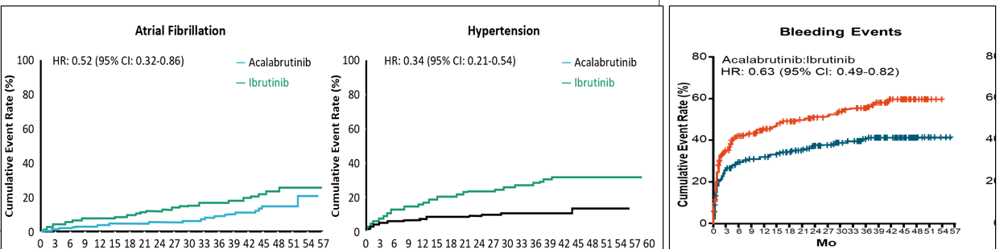 Atrial Fibrillation
HR: 0.52 (95% CI: 0.32-0.86)
Acalabrutinib
Ibrutinib
Cumulative Event Rate (%)
100
80
60
40
20
0
0 3 6 9 12 15 18 21 24 27 30 33 36 39 42 45 48 51 54 57
Hypertension
HR: 0.34 (95% CI: 0.21-0.54)
Acalabrutinib
Ibrutinib
Cumulative Event Rate (%)
100
80
60
40
20
0
0 3 6 9 12 15 18 21 24 27 30 33 36 39 42 45 48 51 54 57 60
Bleeding Events
Acalabrutinib:Ibrutinib
HR: 0.63 (95% CI: 0.49-0.82)
Cumulative Event Rate (%)
80
60
40
20
0
0 3 6 9 12 15 18 21 24 27 30 33 36 39 42 45 48 51 54 57
Mo